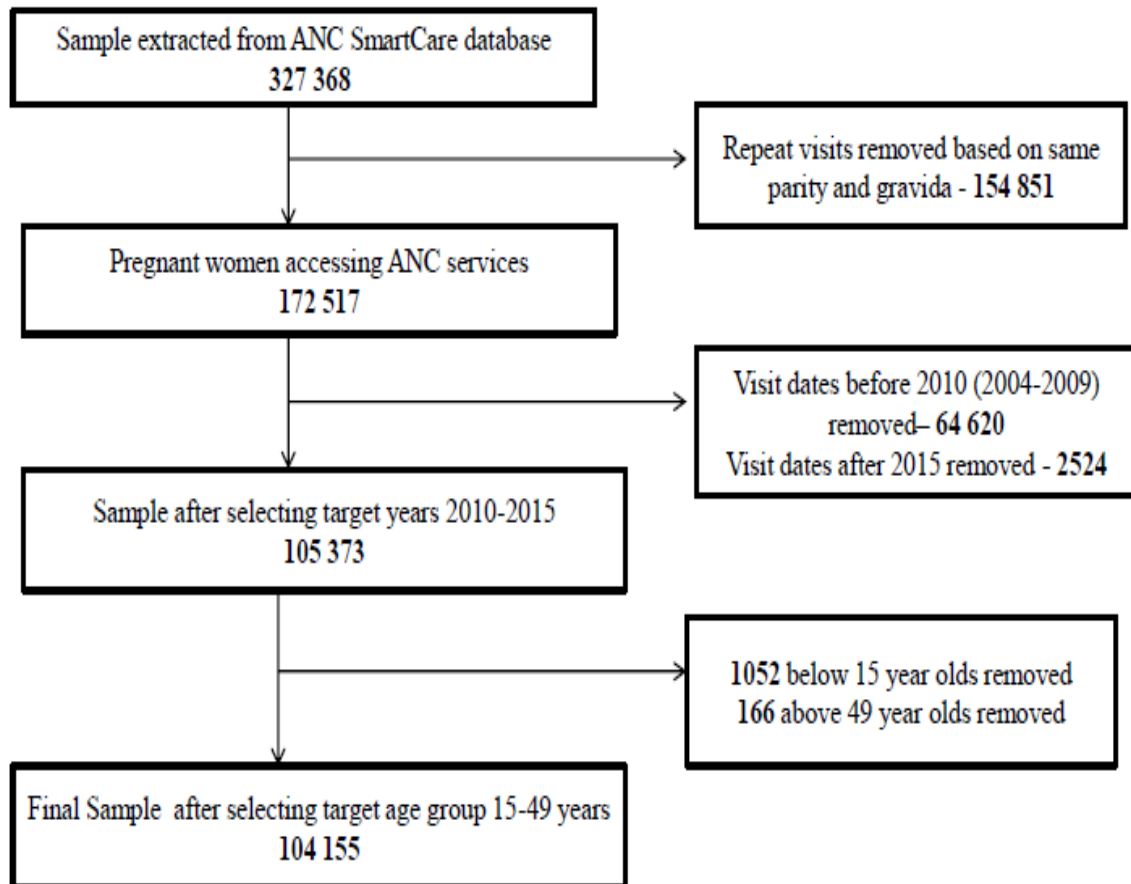 Sample extracted from ANC SmartCare database
327 368
Repeat visits removed based on same
parity and gravida - 154 851
Pregnant women accessing ANC services
172 517
Visit dates before 2010 (2004-2009)
removed– 64 620
Visit dates after 2015 removed - 2524
Sample after selecting target years 2010-2015
105 373
1052 below 15 year olds removed
166 above 49 year olds removed
Final Sample after selecting target age group 15-49 years
104 155